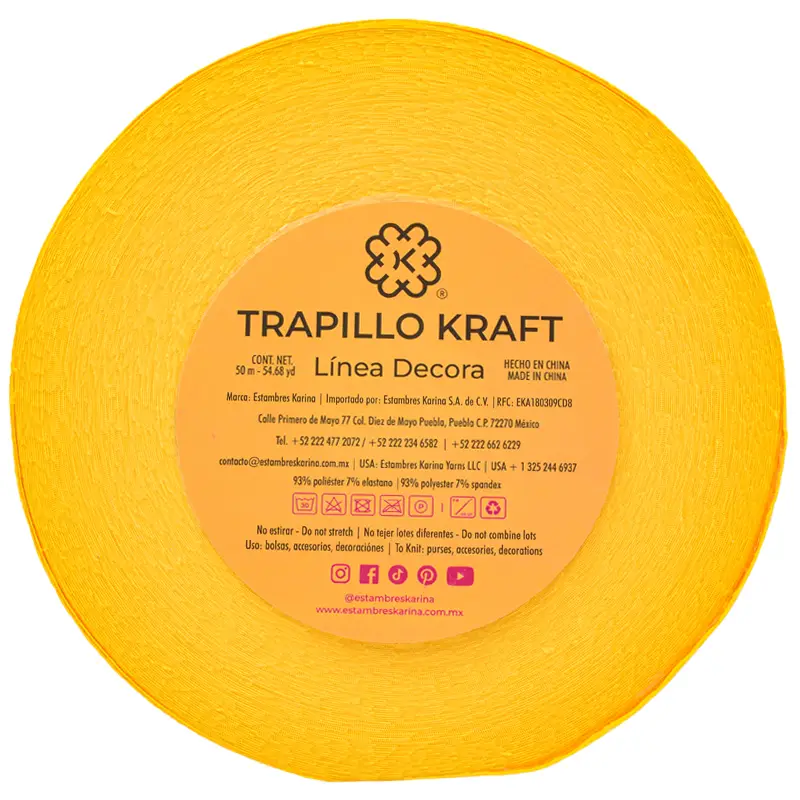 K
®
TRAPILLO KRAFT
CONT. NET.
50 m - 54.68 yd
Línea Decora
HECHO EN CHINA
MADE IN CHINA
Marca: Estambres Karina | Importado por: Estambres Karina S.A. de C.V. | RFC: EKA180309CD8
Calle Primero de Mayo 77 Col. Diez de Mayo Puebla, Puebla C.P. 72270 México
Tel. +52 222 477 2072 / +52 222 234 6582 | +52 222 662 6229
contacto@estambreskarina.com.mx | USA: Estambres Karina Yarns LLC | USA + 1 325 244 6937
93% poliéster 7% elastano | 93% polyester 7% spandex
30 P
No estirar - Do not stretch | No tejer lotes diferentes - Do not combine lots
Uso: bolsas, accesorios, decoraciónes | To Knit: purses, accesories, decorations
@estambreskarina
www.estambreskarina.com.mx